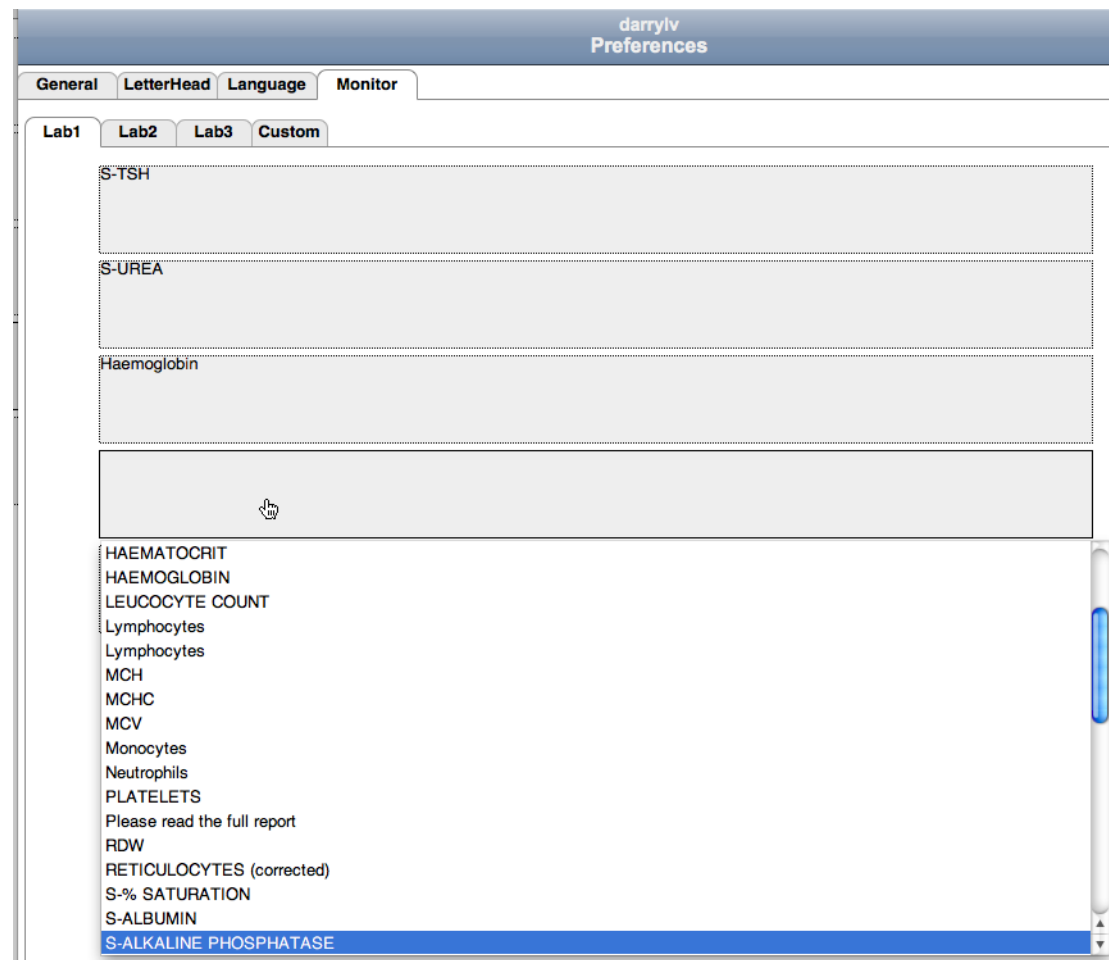 darrylv
Preferences
General LetterHead Language Monitor
Lab1 Lab2 Lab3 Custom
S-TSH
S-UREA
Haemoglobin
HAEMATOCRIT
HAEMOGLOBIN
LEUCOCYTE COUNT
Lymphocytes
Lymphocytes
MCH
MCHC
MCV
Monocytes
Neutrophils
PLATELETS
Please read the full report
RDW
RETICULOCYTES (corrected)
S-% SATURATION
S-ALBUMIN
S-ALKALINE PHOSPHATASE